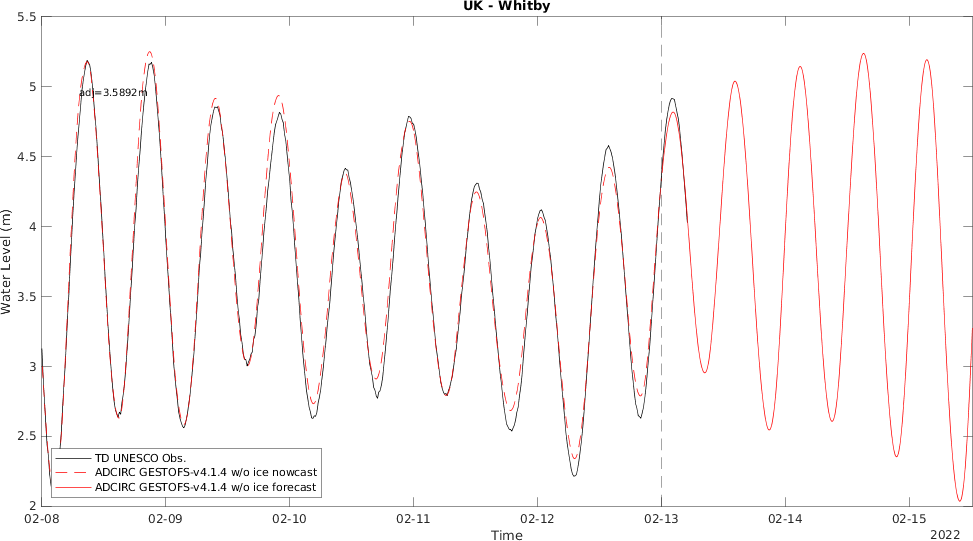 UK - Whitby
5.5
5
4.5
4
3.5
3
2.5
2
Water Level (m)
adj=3.5892m
TD UNESCO Obs.
ADCIRC GESTOFS-v4.1.4 w/o ice nowcast
ADCIRC GESTOFS-v4.1.4 w/o ice forecast
02-08 02-09 02-10 02-11 02-12 02-13 02-14 02-15
Time
2022